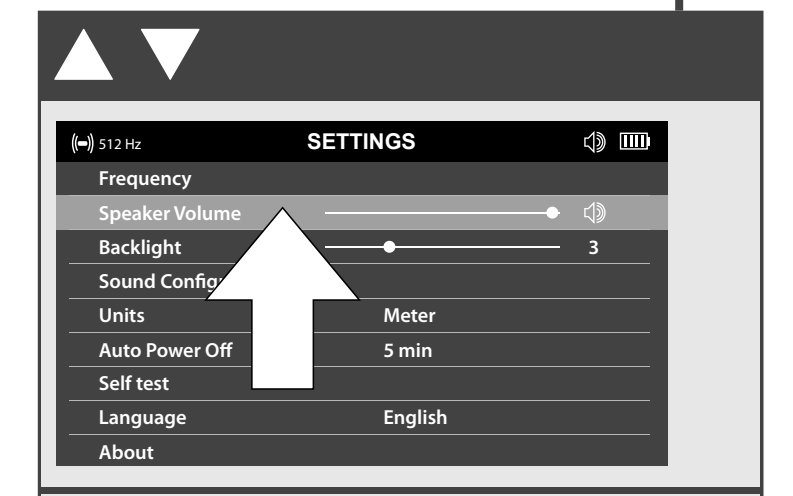 512 Hz SETTINGS
Frequency
Speaker Volume
Backlight 3
Sound
Units Meter
Auto Power Off 5 min
Self test
Language English
About